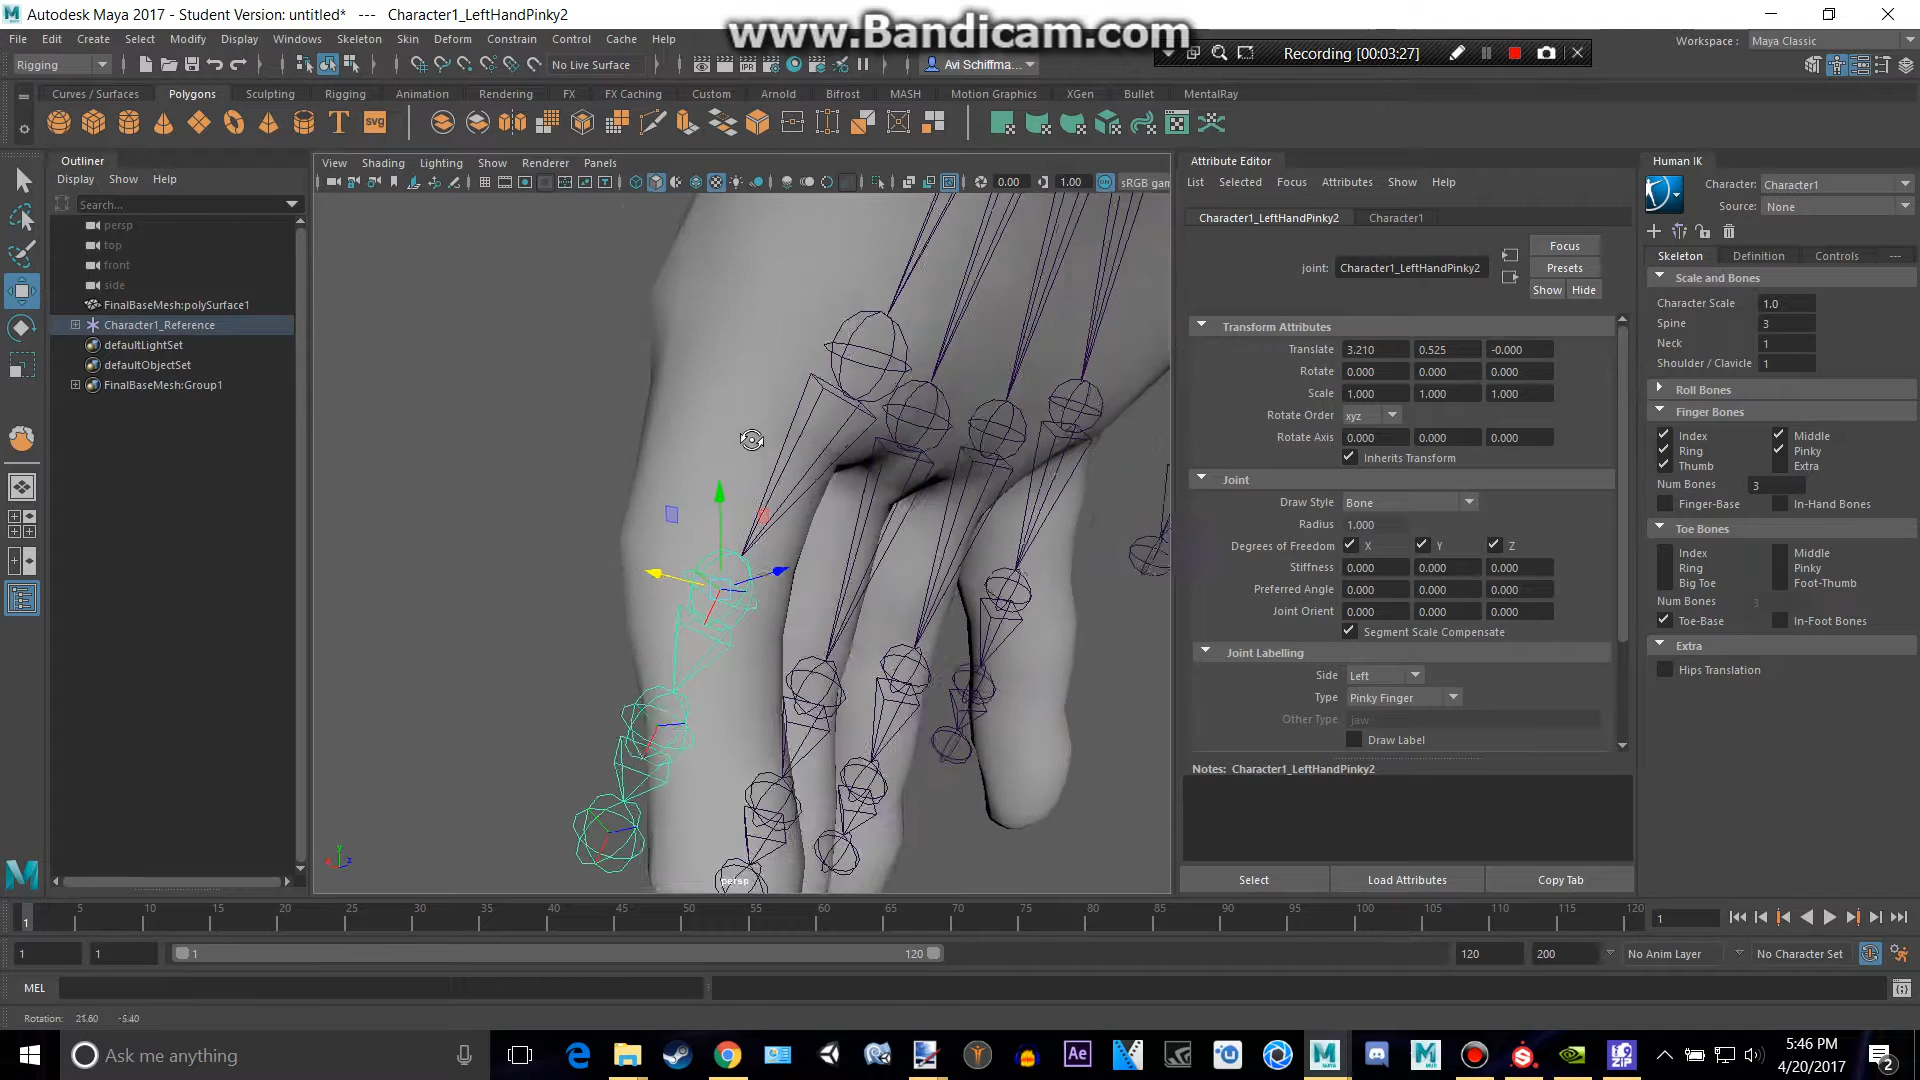 Autodesk Maya 2017 - Student Version: untitled* --- Character1_LeftHandPinky2
www.Bandicam.com
File Edit Create Select Modify Display Windows Skeleton Skin Deform Constrain Control Cache Help
Recording [00:03:27]
Workspace: Maya Classic
Rigging No Live Surface Avi Schiffma...
Curves / Surfaces Polygons Sculpting Rigging Animation Rendering FX FX Caching Custom Arnold Bifrost MASH Motion Graphics XGen Bullet MentalRay
T SVG
Outliner
Display Show Help
Search...
persp
top
front
side
FinalBaseMesh:polySurface1
Character1_Reference
defaultLightSet
defaultObjectSet
FinalBaseMesh:Group1
View Shading Lighting Show Renderer Panels
0.00 1.00 sRGB gam
persp
Attribute Editor
List Selected Focus Attributes Show Help
Character1_LeftHandPinky2 Character1
joint: Character1_LeftHandPinky2
Focus
Presets
Show Hide
Transform Attributes
Translate 3.210 0.525 -0.000
Rotate 0.000 0.000 0.000
Scale 1.000 1.000 1.000
Rotate Order xyz
Rotate Axis 0.000 0.000 0.000
Inherits Transform
Joint
Draw Style Bone
Radius 1.000
Degrees of Freedom X Y Z
Stiffness 0.000 0.000 0.000
Preferred Angle 0.000 0.000 0.000
Joint Orient 0.000 0.000 0.000
Segment Scale Compensate
Joint Labelling
Side Left
Type Pinky Finger
Other Type jaw
Draw Label
Notes: Character1_LeftHandPinky2
Select Load Attributes Copy Tab
Human IK
Character: Character1
Source: None
Skeleton Definition Controls ---
Scale and Bones
Character Scale 1.0
Spine 3
Neck 1
Shoulder / Clavicle 1
Roll Bones
Finger Bones
Index Middle
Ring Pinky
Thumb Extra
Num Bones 3
Finger-Base In-Hand Bones
Toe Bones
Index Middle
Ring Pinky
Big Toe Foot-Thumb
Num Bones 3
Toe-Base In-Foot Bones
Extra
Hips Translation
1 5 10 15 20 25 30 35 40 45 50 55 60 65 70 75 80 85 90 95 100 105 110 115 120 1
1 1 1 120 120 200 No Anim Layer No Character Set
MEL
Rotation: -6.40
Ask me anything
5:46 PM
4/20/2017
2